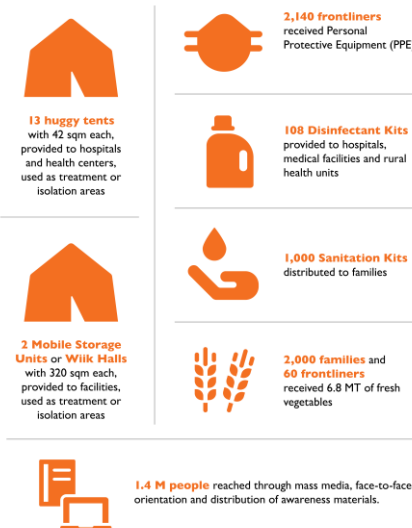 13 huggy tents
with 42 sqm each,
provided to hospitals
and health centers,
used as treatment or
isolation areas
2 Mobile Storage
Units or Wiik Halls
with 320 sqm each,
provided to facilities,
used as treatment or
isolation areas
2,140 frontliners
received Personal
Protective Equipment (PPE
108 Disinfectant Kits
provided to hospitals,
medical facilities and rural
health units
1,000 Sanitation Kits
distributed to families
2,000 families and
60 frontliners
received 6.8 MT of fresh
vegetables
1.4 M people reached through mass media, face-to-face
orientation and distribution of awareness materials.